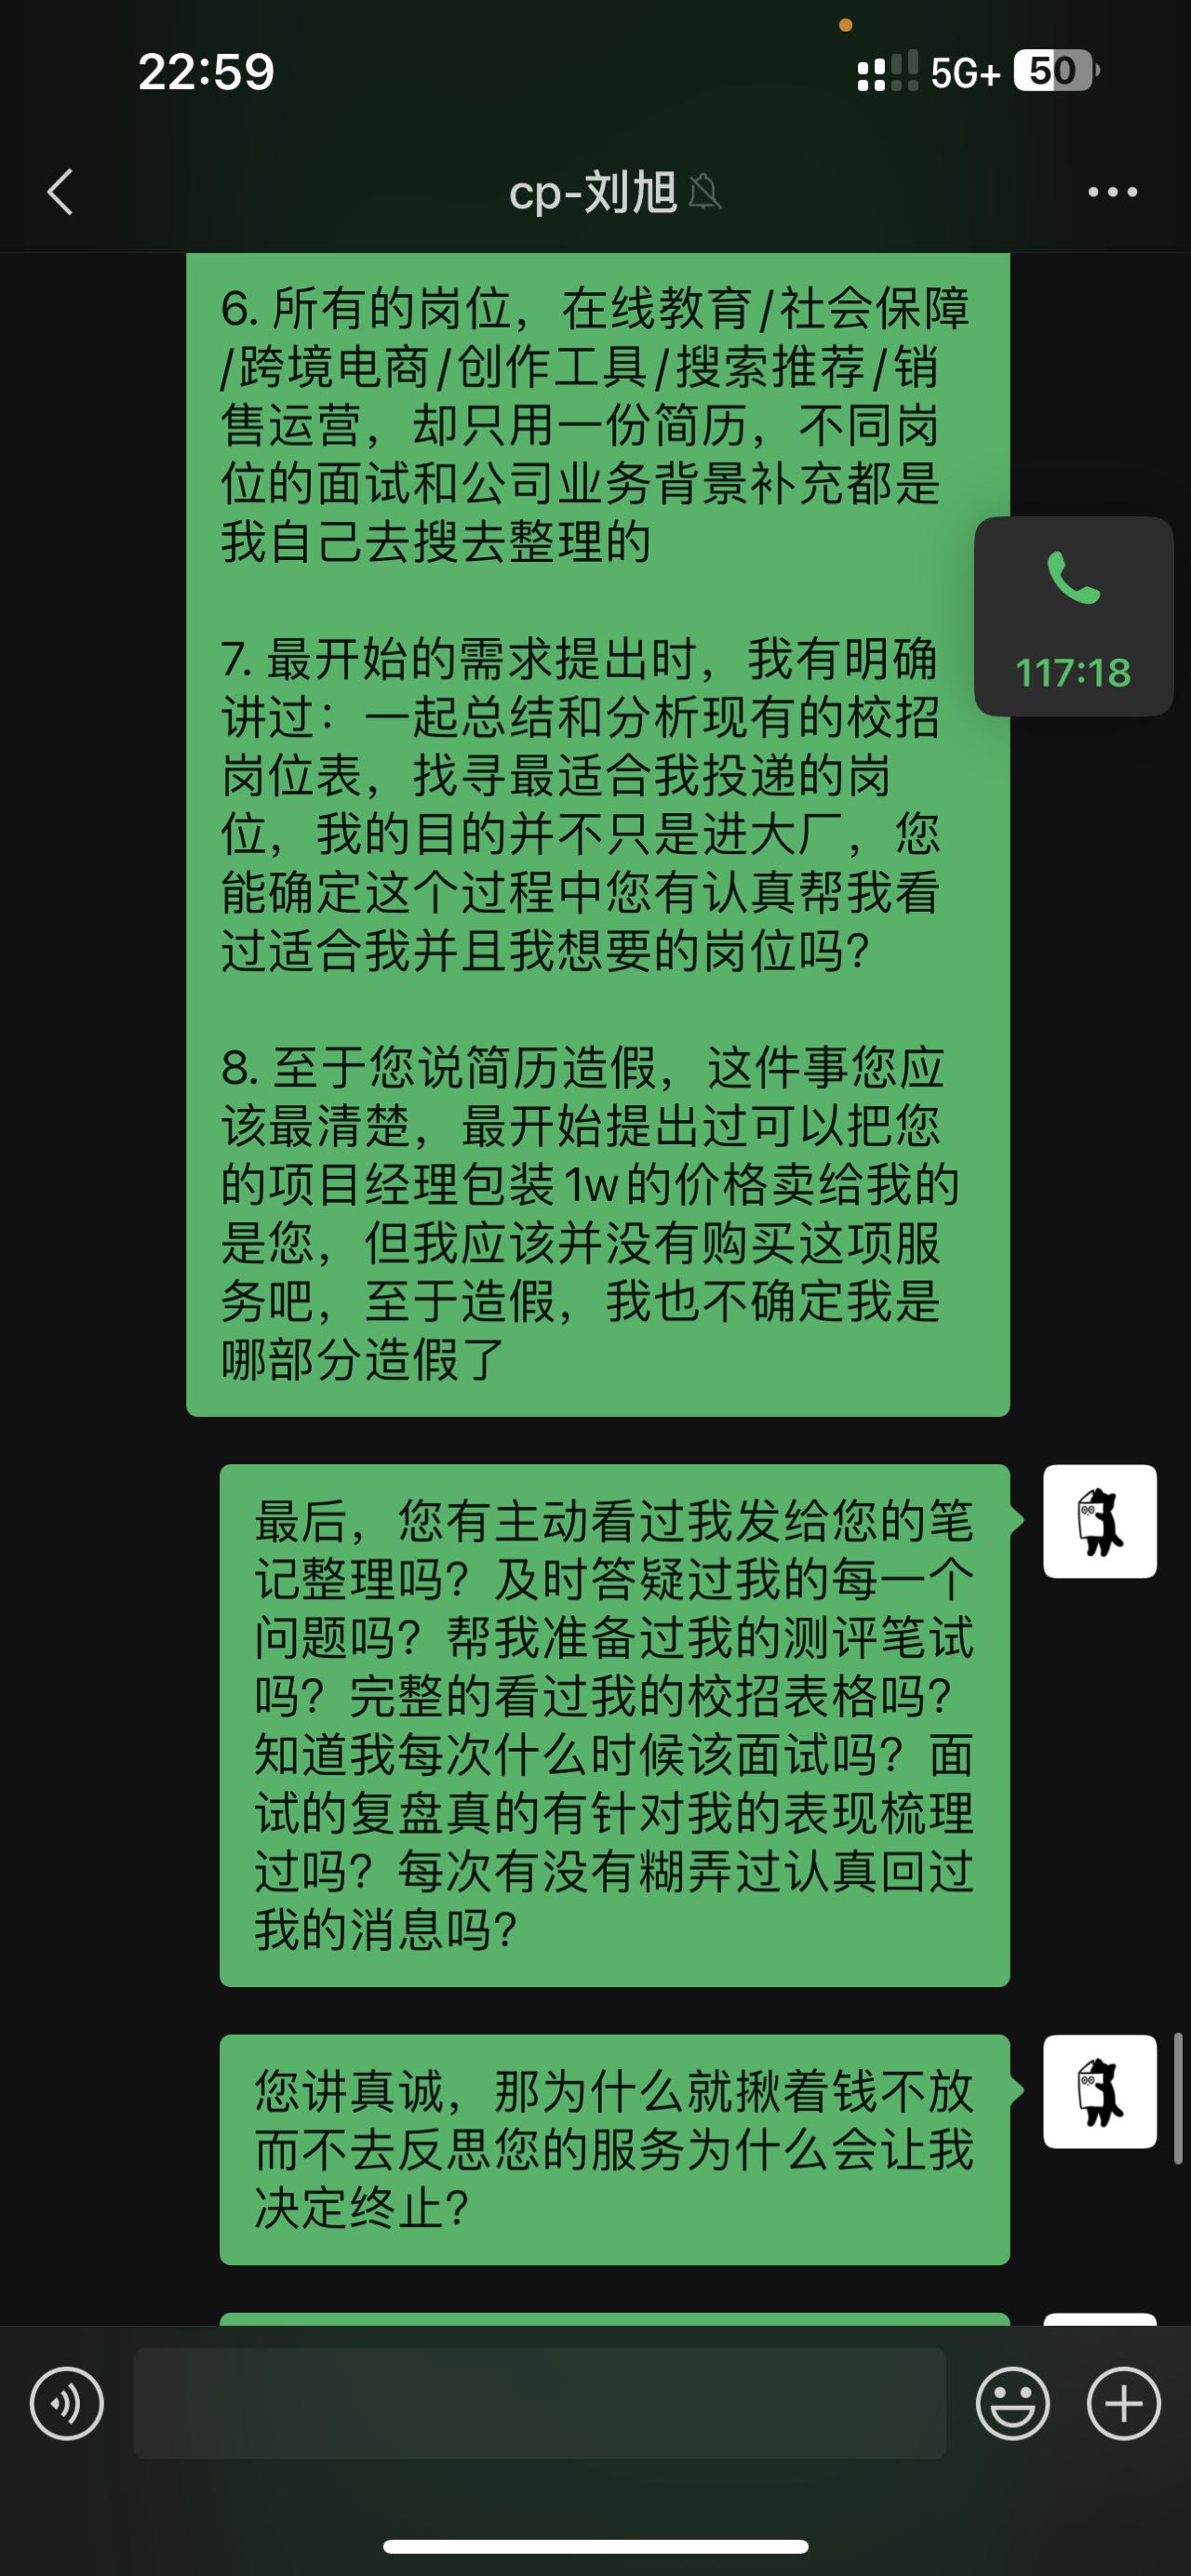 22:59
5G+
50
cp-刘旭
6. 所有的岗位，在线教育/社会保障
/跨境电商/创作工具/搜索推荐/销
售运营，却只用一份简历，不同岗
位的面试和公司业务背景补充都是
我自己去搜去整理的
117:18
7. 最开始的需求提出时，我有明确
讲过：一起总结和分析现有的校招
岗位表，找寻最适合我投递的岗
位，我的目的并不只是进大厂，您
能确定这个过程中您有认真帮我看
过适合我并且我想要的岗位吗？
8. 至于您说简历造假，这件事您应
该最清楚，最开始提出过可以把您
的项目经理包装1w的价格卖给我的
是您，但我应该并没有购买这项服
务吧，至于造假，我也不确定我是
哪部分造假了
最后，您有主动看过我发给您的笔
记整理吗？及时答疑过我的每一个
问题吗？帮我准备过我的测评笔试
吗？完整的看过我的校招表格吗？
知道我每次什么时候该面试吗？面
试的复盘真的有针对我的表现梳理
过吗？每次有没有糊弄过认真回过
我的消息吗？
您讲真诚，那为什么就揪着钱不放
而不去反思您的服务为什么会让我
决定终止？